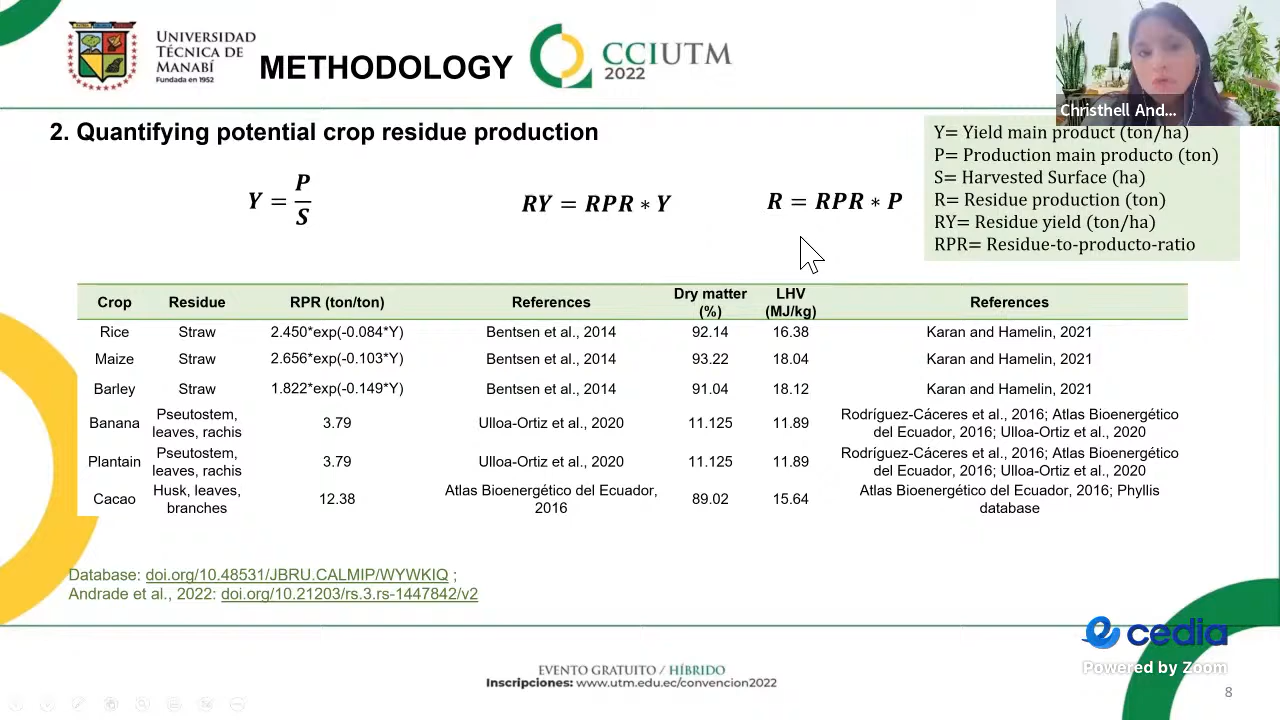 UNIVERSIDAD
TÉCNICA DE
MANABÍ
Fundada en 1952
METHODOLOGY
CCIUTM
2022
Christhell And...
2. Quantifying potential crop residue production
Y = P/S
RY = RPR ∗ Y
R = RPR ∗ P
Y= Yield main product (ton/ha)
P= Production main producto (ton)
S= Harvested Surface (ha)
R= Residue production (ton)
RY= Residue yield (ton/ha)
RPR= Residue-to-producto-ratio
Crop Residue RPR (ton/ton) References Dry matter (%) LHV (MJ/kg) References
Rice Straw 2.450*exp(-0.084*Y) Bentsen et al., 2014 92.14 16.38 Karan and Hamelin, 2021
Maize Straw 2.656*exp(-0.103*Y) Bentsen et al., 2014 93.22 18.04 Karan and Hamelin, 2021
Barley Straw 1.822*exp(-0.149*Y) Bentsen et al., 2014 91.04 18.12 Karan and Hamelin, 2021
Banana Pseutostem, leaves, rachis 3.79 Ulloa-Ortiz et al., 2020 11.125 11.89 Rodríguez-Cáceres et al., 2016; Atlas Bioenergético del Ecuador, 2016; Ulloa-Ortiz et al., 2020
Plantain Pseutostem, leaves, rachis 3.79 Ulloa-Ortiz et al., 2020 11.125 11.89 Rodríguez-Cáceres et al., 2016; Atlas Bioenergético del Ecuador, 2016; Ulloa-Ortiz et al., 2020
Cacao Husk, leaves, branches 12.38 Atlas Bioenergético del Ecuador, 2016 89.02 15.64 Atlas Bioenergético del Ecuador, 2016; Phyllis database
Database: doi.org/10.48531/JBRU.CALMIP/WYWKIQ ;
Andrade et al., 2022: doi.org/10.21203/rs.3.rs-1447842/v2
cedia
Powered by Zoom
EVENTO GRATUITO / HÍBRIDO
Inscripciones: www.utm.edu.ec/convencion2022
8